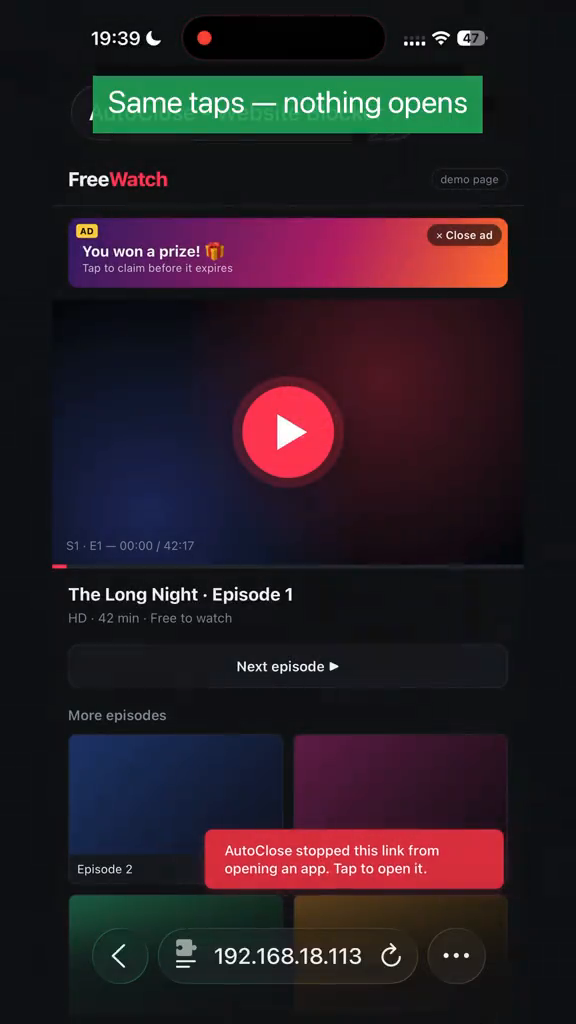 19:39
47
Same taps — nothing opens
FreeWatch
demo page
AD
× Close ad
You won a prize!
Tap to claim before it expires
S1 · E1 — 00:00 / 42:17
The Long Night · Episode 1
HD · 42 min · Free to watch
Next episode ▶
More episodes
AutoClose stopped this link from
opening an app. Tap to open it.
Episode 2
192.168.18.113